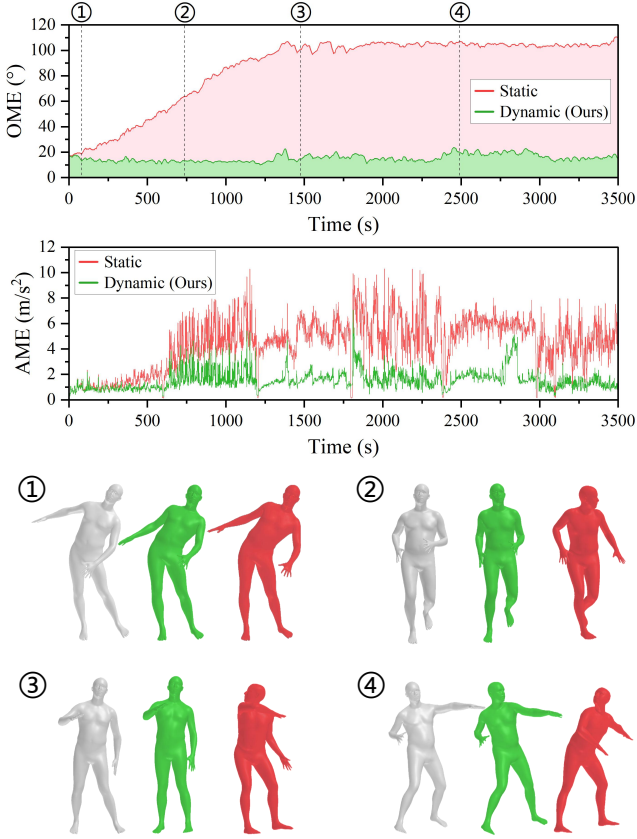 ① ② ③ ④
120
100
80
60
40
20
0
OME (°)
Static
Dynamic (Ours)
0 500 1000 1500 2000 2500 3000 3500
Time (s)
12
10
8
6
4
2
0
AME (m/s²)
Static
Dynamic (Ours)
0 500 1000 1500 2000 2500 3000 3500
Time (s)
① ②
③ ④